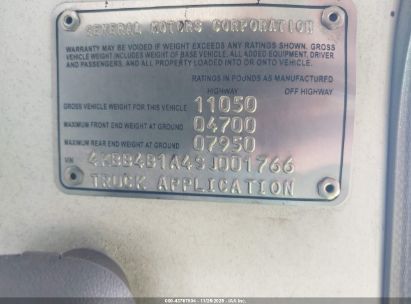 GENERAL MOTORS CORPORATION
WARRANTY MAY BE VOIDED IF WEIGHT EXCEEDS ANY RATINGS SHOWN. GROSS
VEHICLE WEIGHT INCLUDES WEIGHT OF BASE VEHICLE, ALL ADDED EQUIPMENT, DRIVER
AND PASSENGERS, AND ALL PROPERTY LOADED INTO OR ONTO VEHICLE.
RATINGS IN POUNDS AS MANUFACTURED
HIGHWAY OFF HIGHWAY
GROSS VEHICLE WEIGHT FOR THIS VEHICLE 11050
MAXIMUM FRONT END WEIGHT AT GROUND 04700
MAXIMUM REAR END WEIGHT AT GROUND 07950
VIN 4KBB4B1A4SJ001766
TRUCK APPLICATION